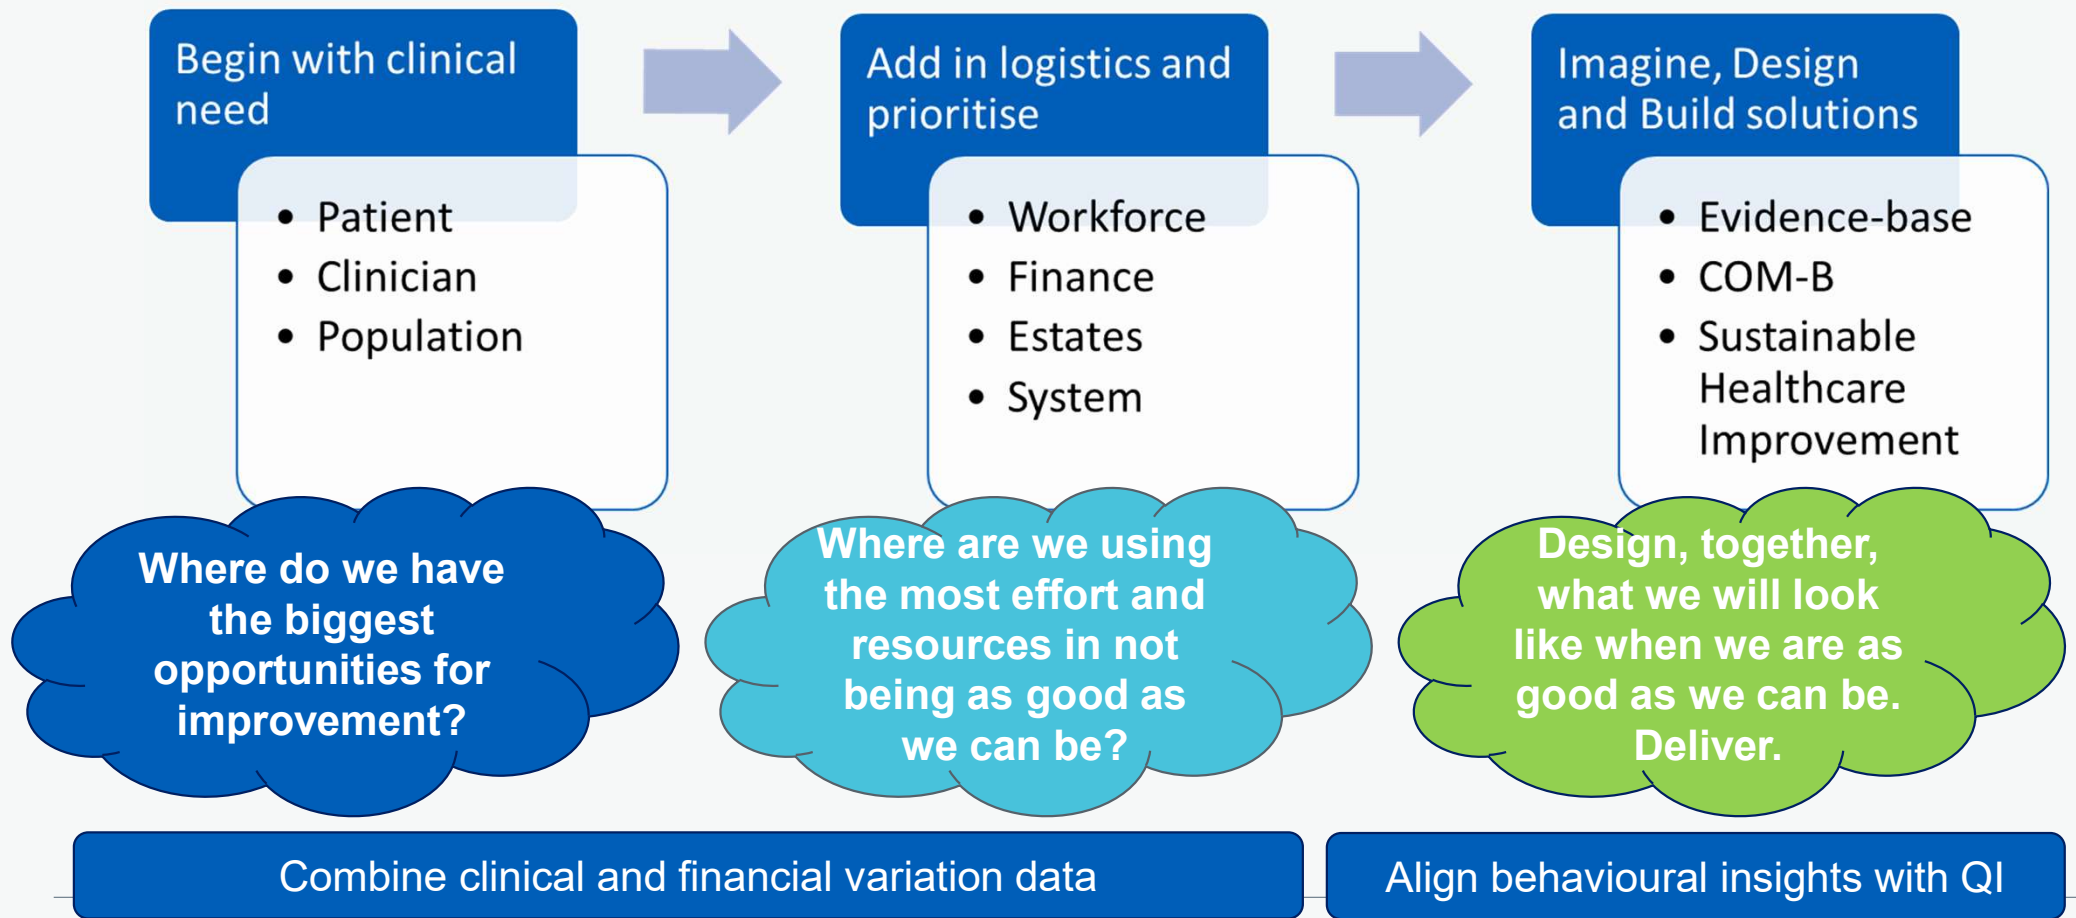 Begin with clinical
need
• Patient
• Clinician
• Population
Where do we have
the biggest
opportunities for
improvement?
Add in logistics and
prioritise
• Workforce
• Finance
• Estates
• System
Where are we using
the most effort and
resources in not
being as good as
we can be?
Imagine, Design
and Build solutions
• Evidence-base
• COM-B
• Sustainable
Healthcare
Improvement
Design, together,
what we will look
like when we are as
good as we can be.
Deliver.
Combine clinical and financial variation data
Align behavioural insights with QI